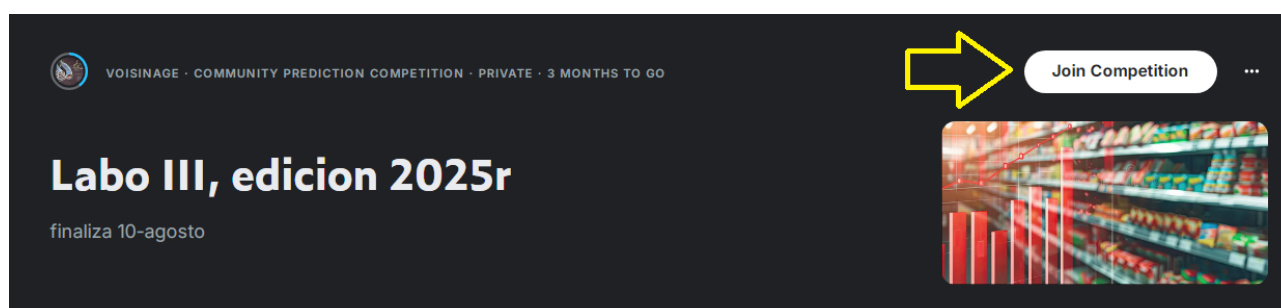 VOISINAGE · COMMUNITY PREDICTION COMPETITION · PRIVATE · 3 MONTHS TO GO
Join Competition
Labo III, edicion 2025r
finaliza 10-agosto